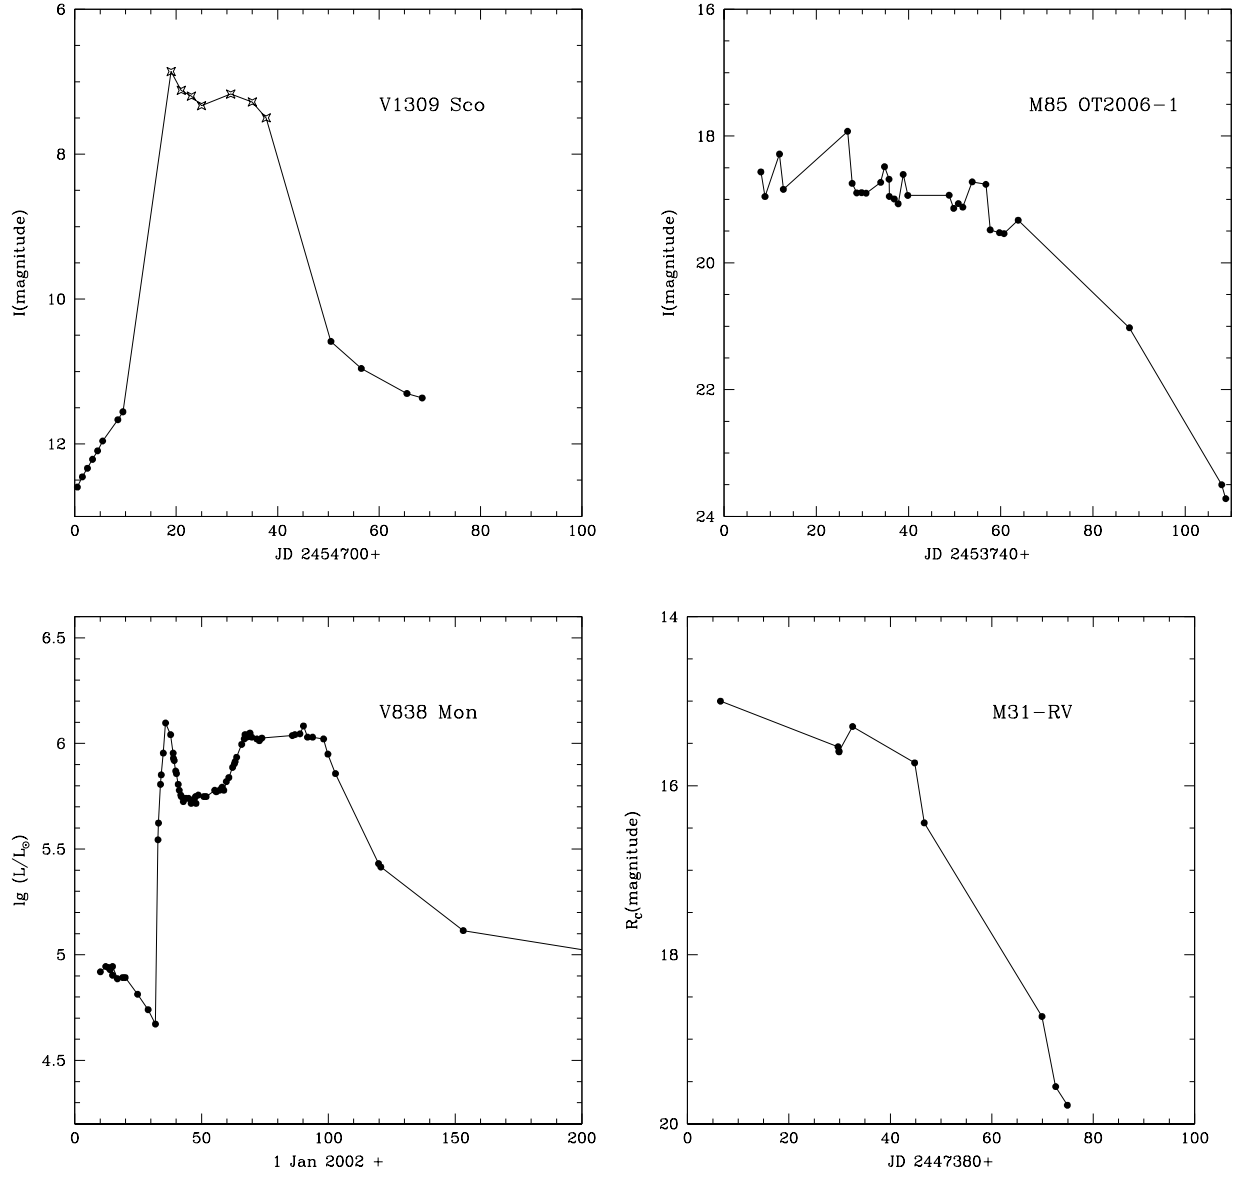 6
8
10
12
I(magnitude)
V1309 Sco
0 20 40 60 80 100
JD 2454700+
16
18
20
22
24
I(magnitude)
M85 OT2006-1
0 20 40 60 80 100
JD 2453740+
6.5
6
5.5
5
4.5
lg (L/L☉)
V838 Mon
0 50 100 150 200
1 Jan 2002 +
14
16
18
20
R_C(magnitude)
M31-RV
0 20 40 60 80 100
JD 2447380+